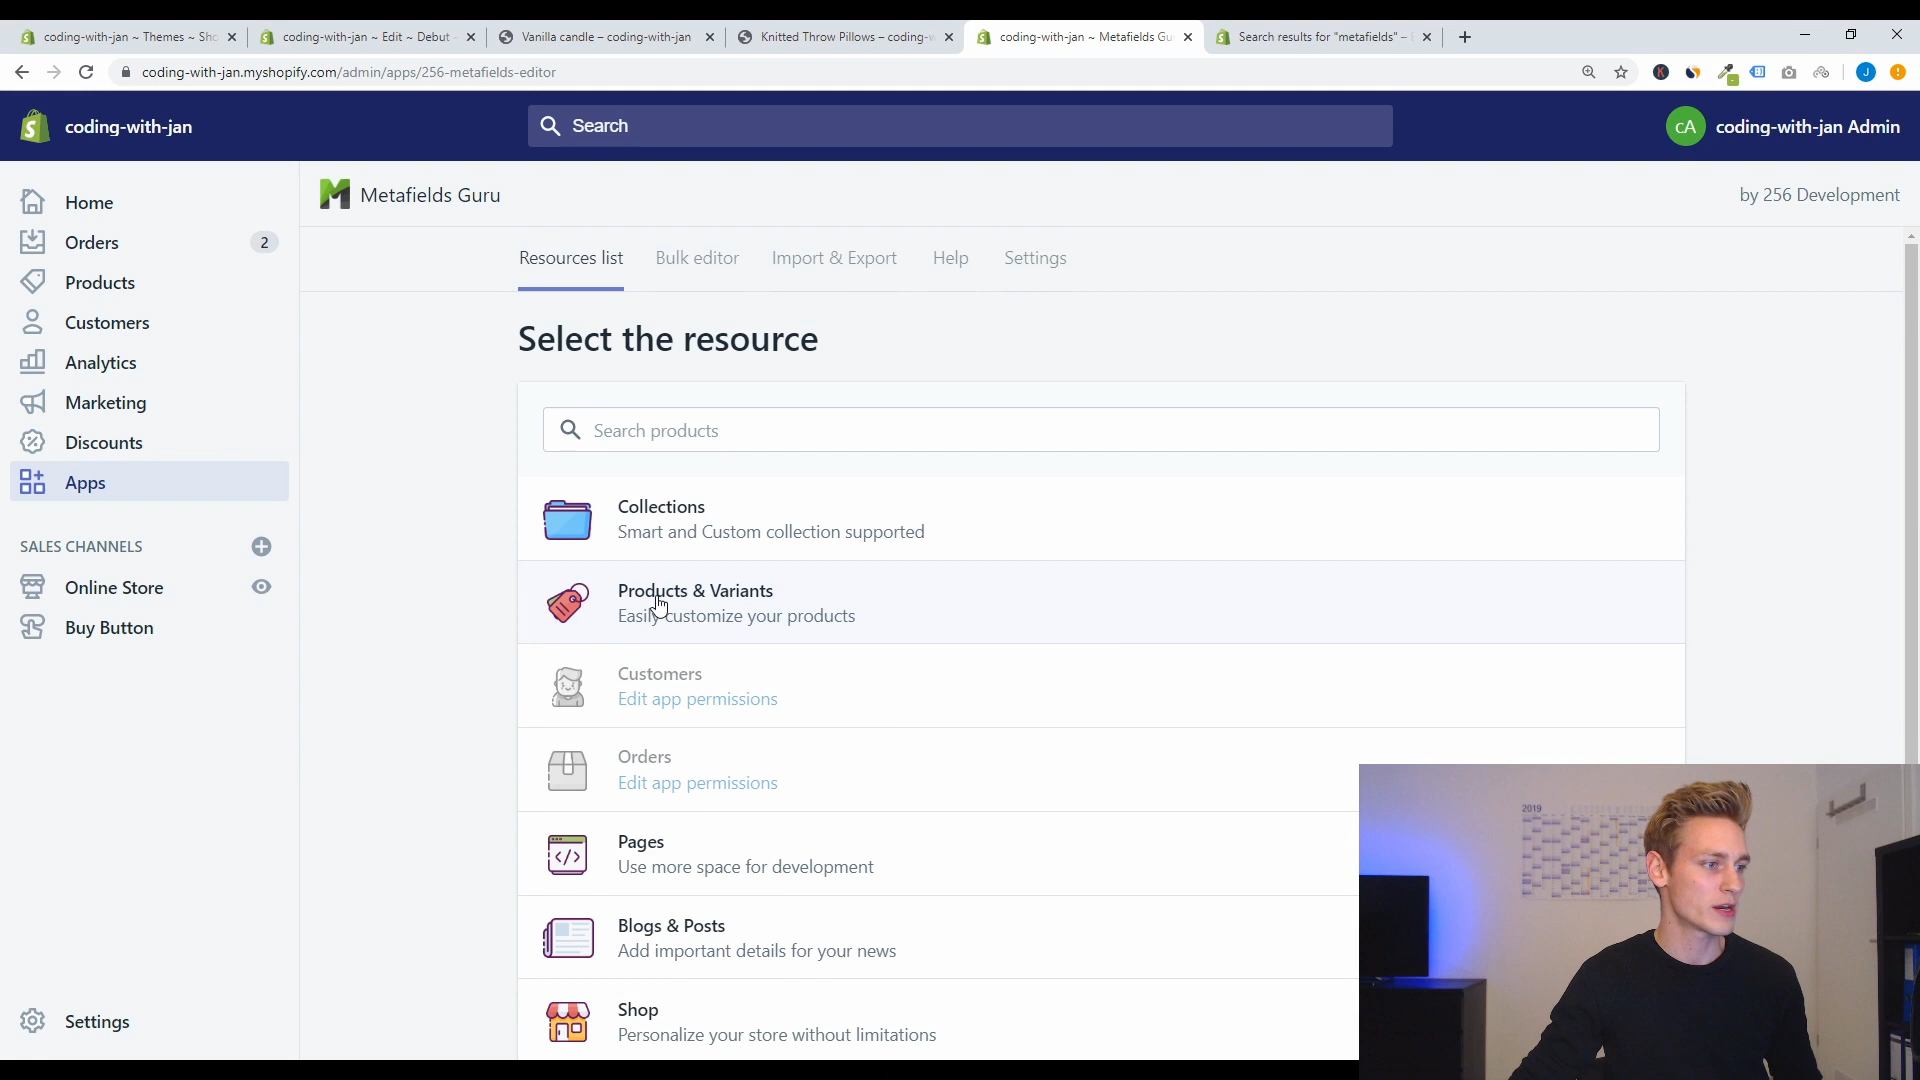 coding-with-jan ~ Themes ~ Sho
coding-with-jan ~ Edit ~ Debut
Vanilla candle – coding-with-jan
Knitted Throw Pillows – coding-w
coding-with-jan ~ Metafields Gu
Search results for "metafields" –
coding-with-jan.myshopify.com/admin/apps/256-metafields-editor
K
J
coding-with-jan
Search
cA
coding-with-jan Admin
Home
Orders
2
Products
Customers
Analytics
Marketing
Discounts
Apps
SALES CHANNELS
Online Store
Buy Button
Settings
Metafields Guru
by 256 Development
Resources list
Bulk editor
Import & Export
Help
Settings
Select the resource
Search products
Collections
Smart and Custom collection supported
Products & Variants
Easily customize your products
Customers
Edit app permissions
Orders
Edit app permissions
Pages
Use more space for development
Blogs & Posts
Add important details for your news
Shop
Personalize your store without limitations
2019